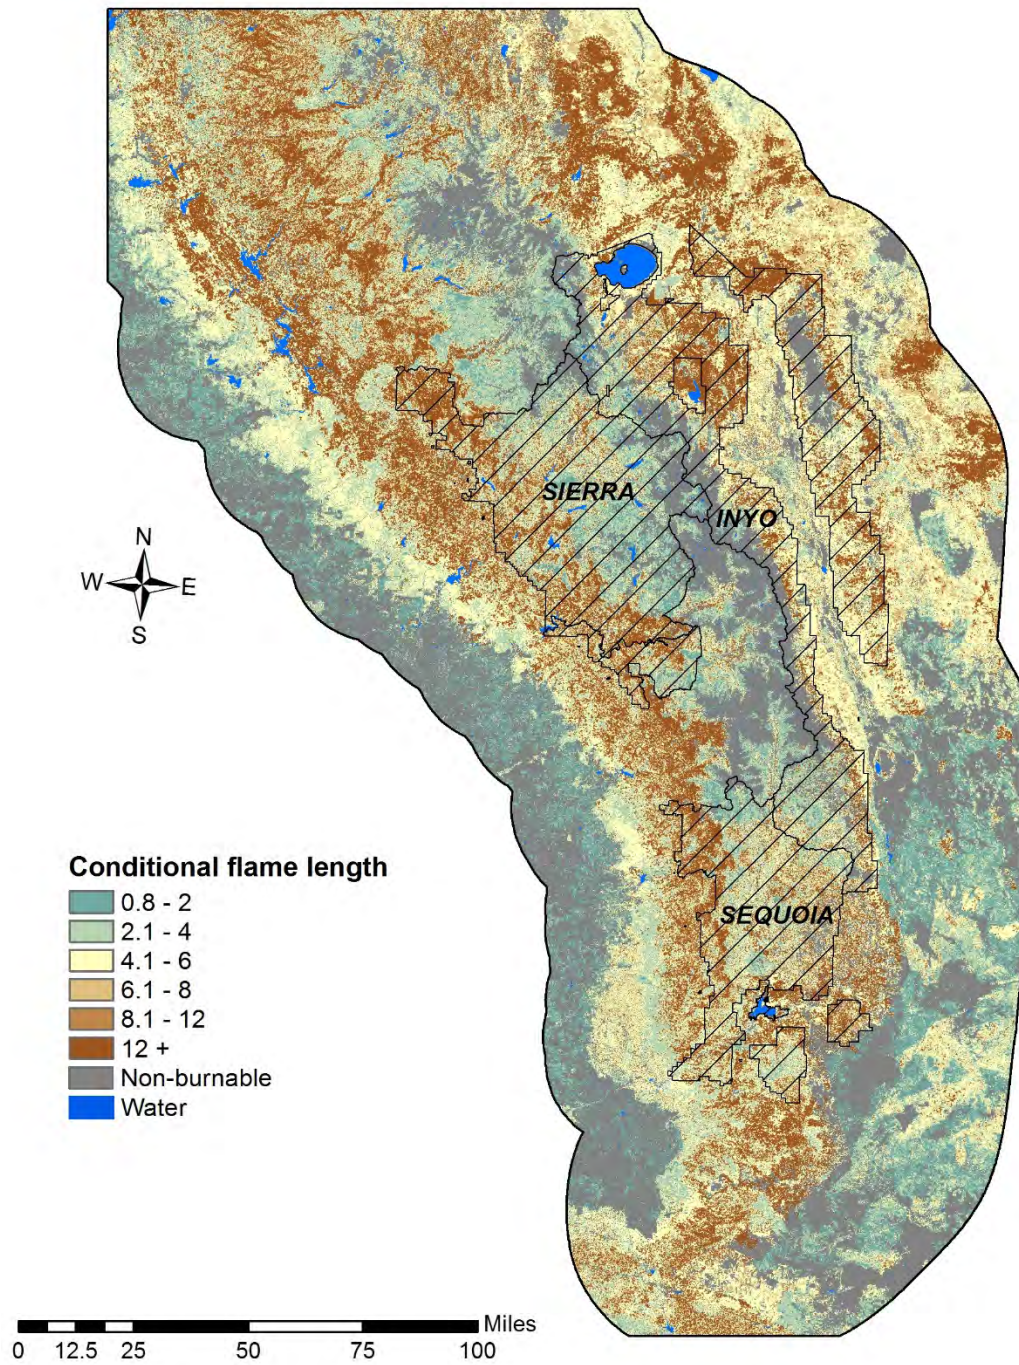 SIERRA
INYO
N
W E
S
Conditional flame length
0.8 - 2
2.1 - 4
4.1 - 6
6.1 - 8
8.1 - 12
12 +
Non-burnable
Water
SEQUOIA
Miles
0 12.5 25 50 75 100